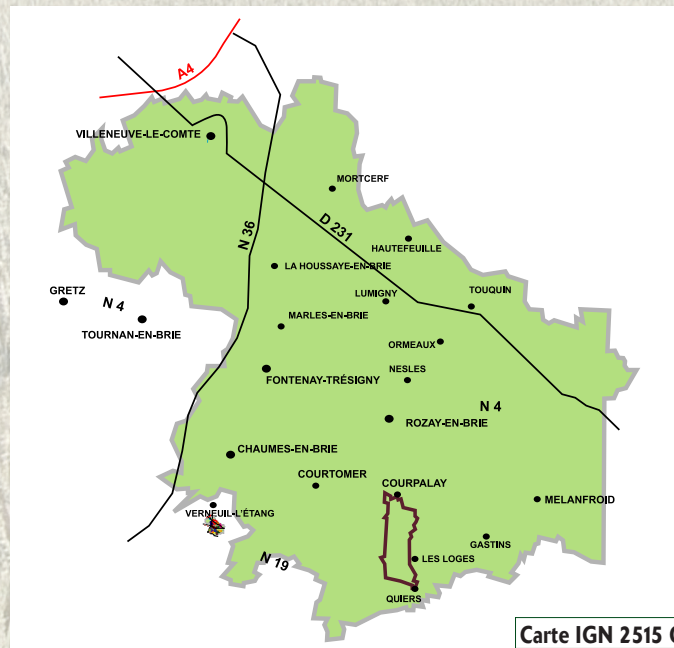 A4
VILLENEUVE-LE-COMTE
MORTCERF
D 231
N 36
HAUTEFEUILLE
LA HOUSSAYE-EN-BRIE
GRETZ
N 4
LUMIGNY
TOUQUIN
MARLES-EN-BRIE
TOURNAN-EN-BRIE
ORMEAUX
NESLES
FONTENAY-TRÉSIGNY
N 4
ROZAY-EN-BRIE
CHAUMES-EN-BRIE
COURTOMER
COURPALAY
MELANFROID
VERNEUIL-L'ÉTANG
GASTINS
N 19
LES LOGES
QUIERS
Carte IGN 2515